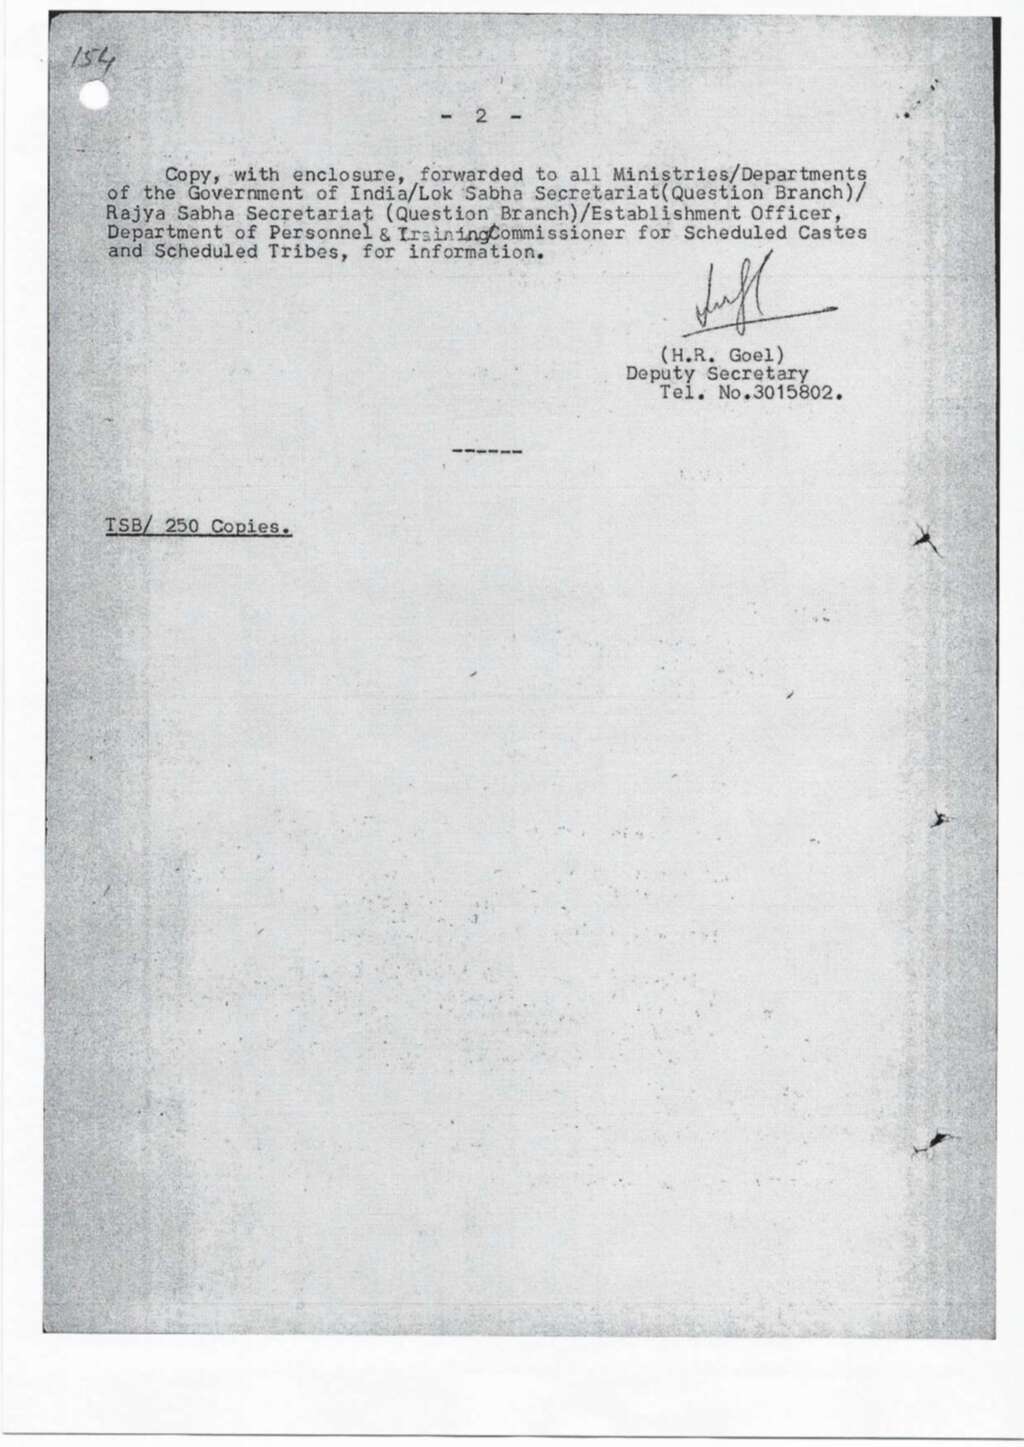 154
- 2 -
Copy, with enclosure, forwarded to all Ministries/Departments
of the Government of India/Lok Sabha Secretariat(Question Branch)/
Rajya Sabha Secretariat (Question Branch)/Establishment Officer,
Department of Personnel & Training/Commissioner for Scheduled Castes
and Scheduled Tribes, for information.
(H.R. Goel)
Deputy Secretary
Tel. No.3015802.
------
TSB/ 250 Copies.